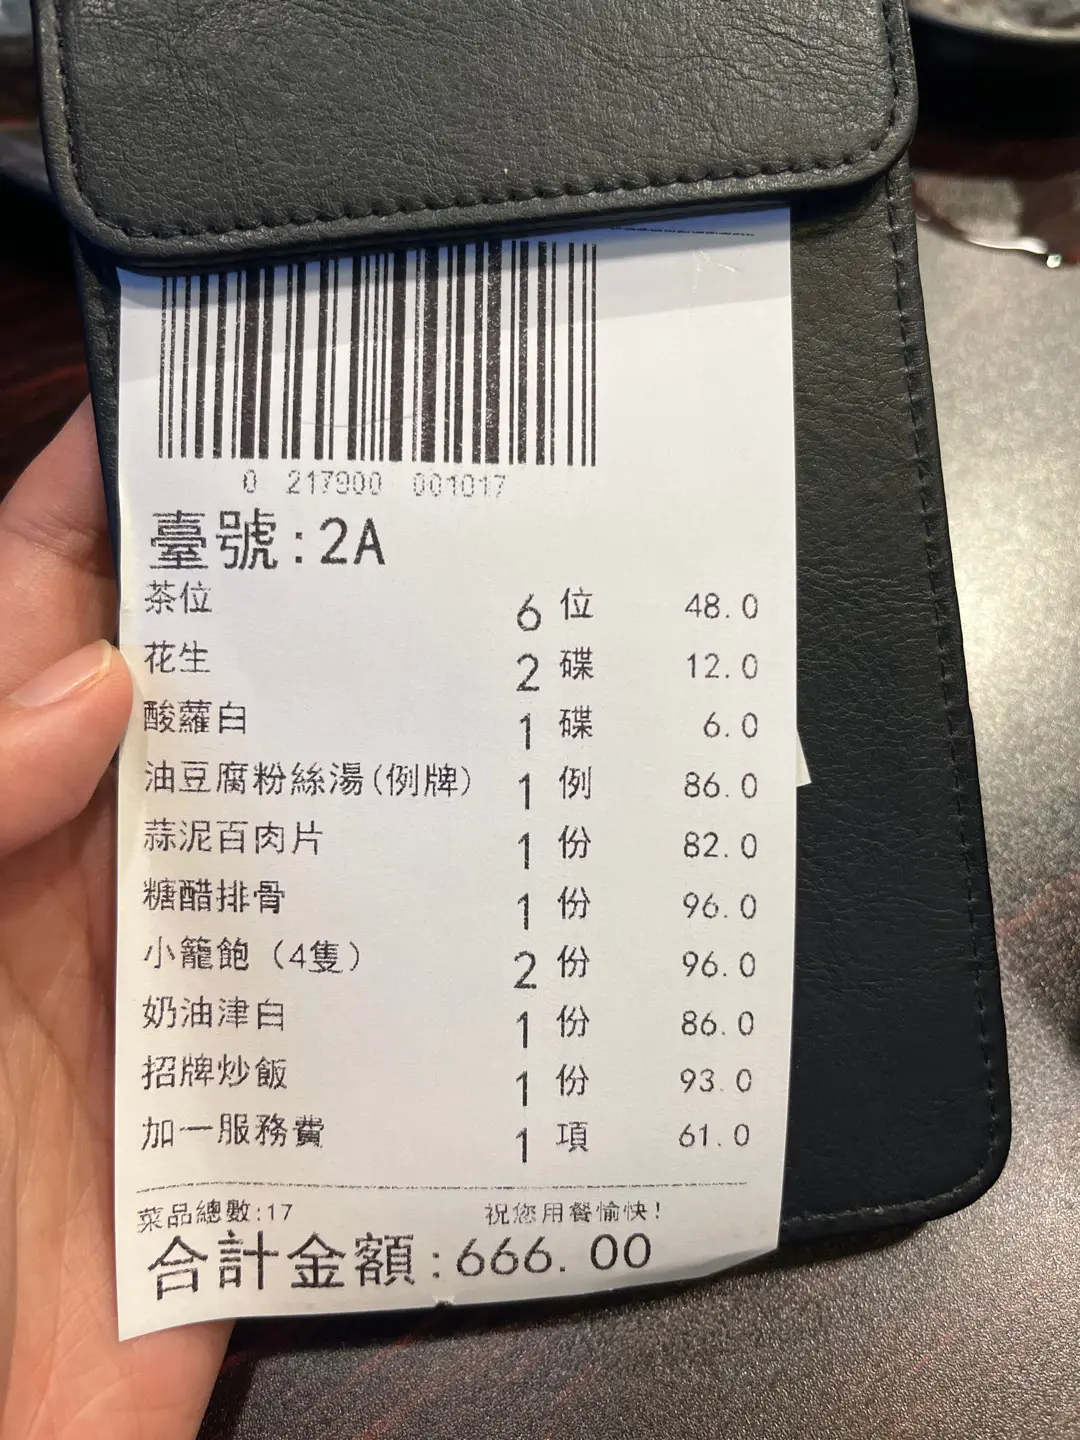 0 217900 001017
臺號:2A
茶位 6 位 48.0
花生 2 碟 12.0
酸蘿白 1 碟 6.0
油豆腐粉絲湯(例牌) 1 例 86.0
蒜泥百肉片 1 份 82.0
糖醋排骨 1 份 96.0
小籠飽（4隻） 2 份 96.0
奶油津白 1 份 86.0
招牌炒飯 1 份 93.0
加一服務費 1 項 61.0
菜品總數:17 祝您用餐愉快!
合計金額:666.00